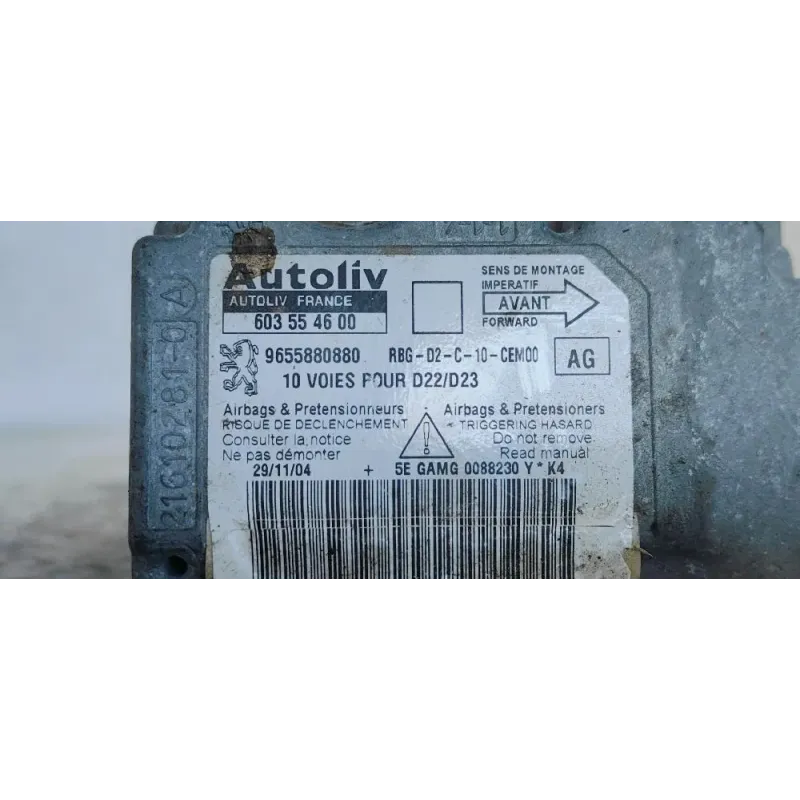 Autoliv
AUTOLIV FRANCE
603 55 46 00
SENS DE MONTAGE
IMPERATIF
AVANT
FORWARD
9655880880 RBG-D2-C-10-CEM00 AG
10 VOIES POUR D22/D23
Airbags & Pretensionneurs
RISQUE DE DECLENCHEMENT
Consulter la notice
Ne pas démonter
Airbags & Pretensioners
TRIGGERING HASARD
Do not remove
Read manual
29/11/04 + 5E GAMG 0088230 Y * K4
21610281-0 A